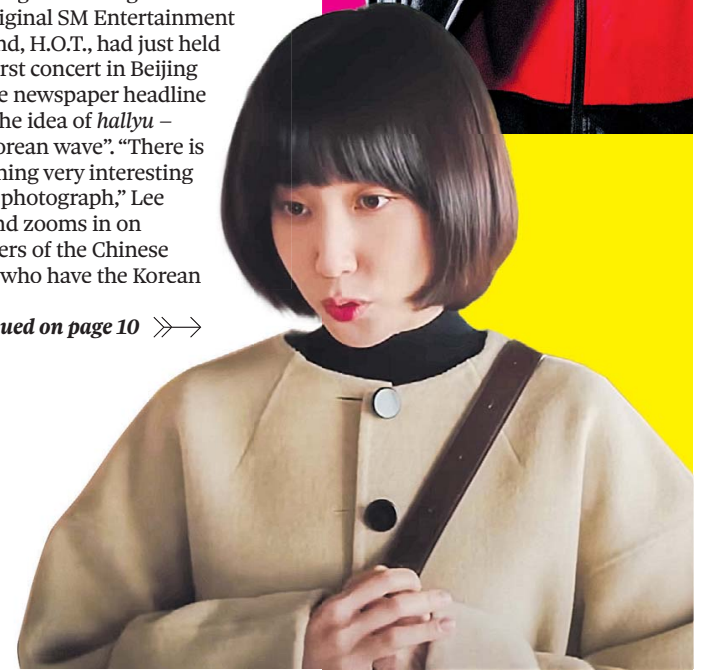 iginal SM Entertainment
nd, H.O.T., had just held
rst concert in Beijing
e newspaper headline
he idea of hallyu –
orean wave”. “There is
ning very interesting
photograph,” Lee
nd zooms in on
ers of the Chinese
who have the Korean
ued on page 10